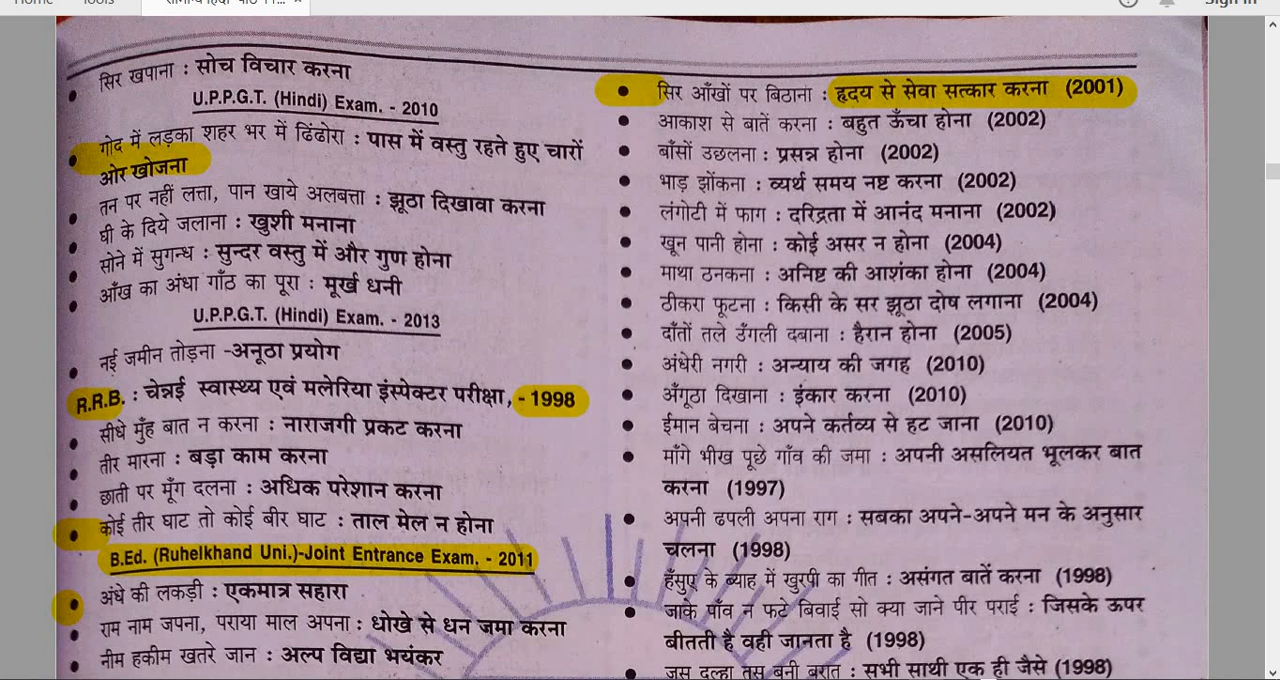 सिर खपाना : सोच विचार करना
U.P.P.G.T. (Hindi) Exam. - 2010
गोद में लड़का शहर भर में ढिंढोरा : पास में वस्तु रहते हुए चारों
ओर खोजना
तन पर नहीं लत्ता, पान खाये अलबत्ता : झूठा दिखावा करना
घी के दिये जलाना : खुशी मनाना
सोने में सुगन्ध : सुन्दर वस्तु में और गुण होना
आँख का अंधा गाँठ का पूरा : मूर्ख धनी
U.P.P.G.T. (Hindi) Exam. - 2013
नई जमीन तोड़ना -अनूठा प्रयोग
R.R.B. : चेन्नई स्वास्थ्य एवं मलेरिया इंस्पेक्टर परीक्षा, - 1998
सीधे मुँह बात न करना : नाराजगी प्रकट करना
तीर मारना : बड़ा काम करना
छाती पर मूँग दलना : अधिक परेशान करना
कोई तीर घाट तो कोई बीर घाट : ताल मेल न होना
B.Ed. (Ruhelkhand Uni.)-Joint Entrance Exam. - 2011
अंधे की लकड़ी : एकमात्र सहारा
राम नाम जपना, पराया माल अपना : धोखे से धन जमा करना
नीम हकीम खतरे जान : अल्प विद्या भयंकर
सिर आँखों पर बिठाना : हृदय से सेवा सत्कार करना (2001)
आकाश से बातें करना : बहुत ऊँचा होना (2002)
बाँसों उछलना : प्रसन्न होना (2002)
भाड़ झोंकना : व्यर्थ समय नष्ट करना (2002)
लंगोटी में फाग : दरिद्रता में आनंद मनाना (2002)
खून पानी होना : कोई असर न होना (2004)
माथा ठनकना : अनिष्ट की आशंका होना (2004)
ठीकरा फूटना : किसी के सर झूठा दोष लगाना (2004)
दाँतों तले उँगली दबाना : हैरान होना (2005)
अंधेरी नगरी : अन्याय की जगह (2010)
अँगूठा दिखाना : इंकार करना (2010)
ईमान बेचना : अपने कर्तव्य से हट जाना (2010)
माँगे भीख पूछे गाँव की जमा : अपनी असलियत भूलकर बात
करना (1997)
अपनी ढपली अपना राग : सबका अपने-अपने मन के अनुसार
चलना (1998)
हँसुए के ब्याह में खुरपी का गीत : असंगत बातें करना (1998)
जाके पाँव न फटे बिवाई सो क्या जाने पीर पराई : जिसके ऊपर
बीतती है वही जानता है (1998)
जस दूल्हा तस बनी बरात : सभी साथी एक ही जैसे (1998)